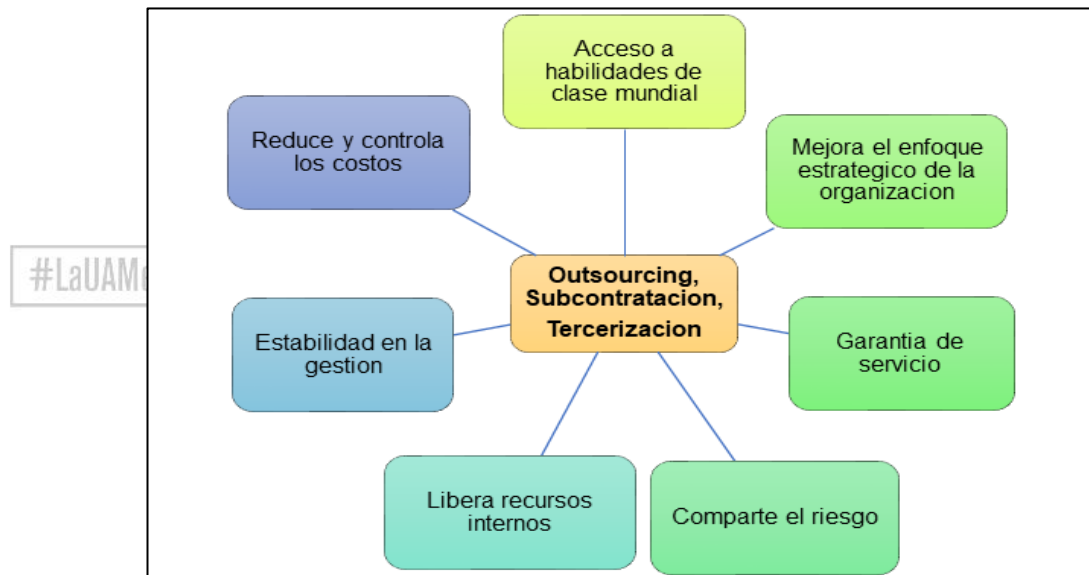 Acceso a
habilidades de
clase mundial
Reduce y controla
los costos
Mejora el enfoque
estrategico de la
organizacion
#LaUAMe
Outsourcing,
Subcontratacion,
Tercerizacion
Estabilidad en la
gestion
Garantia de
servicio
Libera recursos
internos
Comparte el riesgo